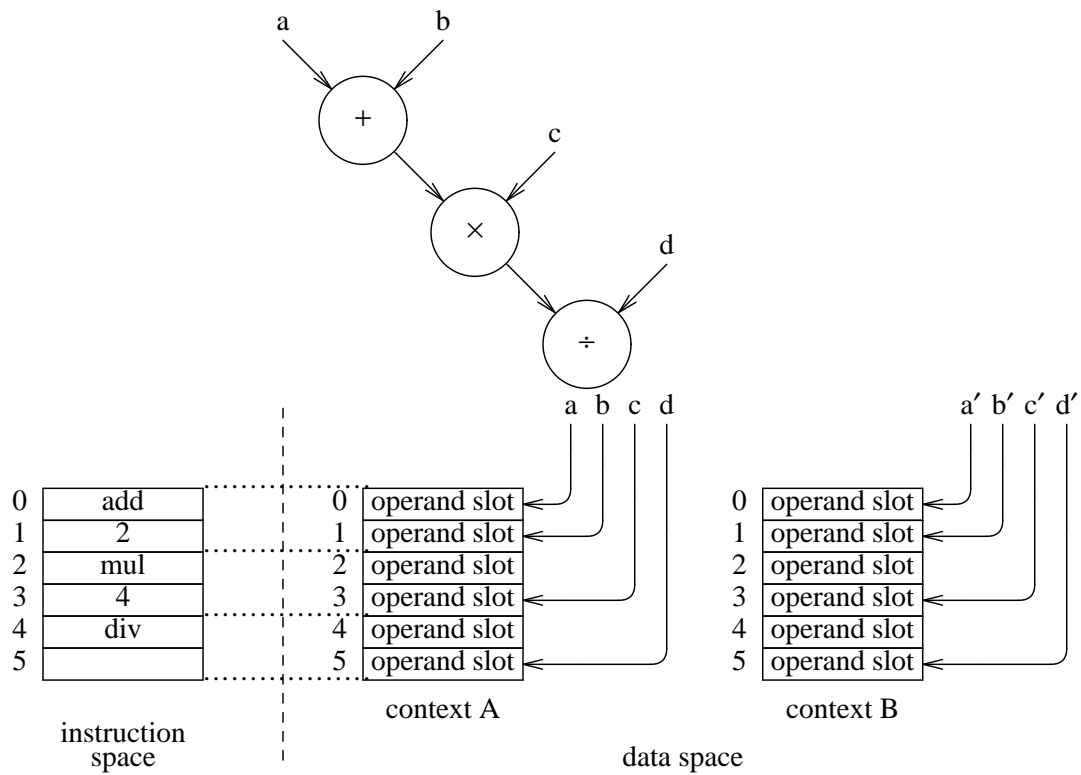 a b
+
c
×
d
÷
a b c d
a′ b′ c′ d′
0 add
1 2
2 mul
3 4
4 div
5
0 operand slot
1 operand slot
2 operand slot
3 operand slot
4 operand slot
5 operand slot
0 operand slot
1 operand slot
2 operand slot
3 operand slot
4 operand slot
5 operand slot
context A
context B
instruction
space
data space